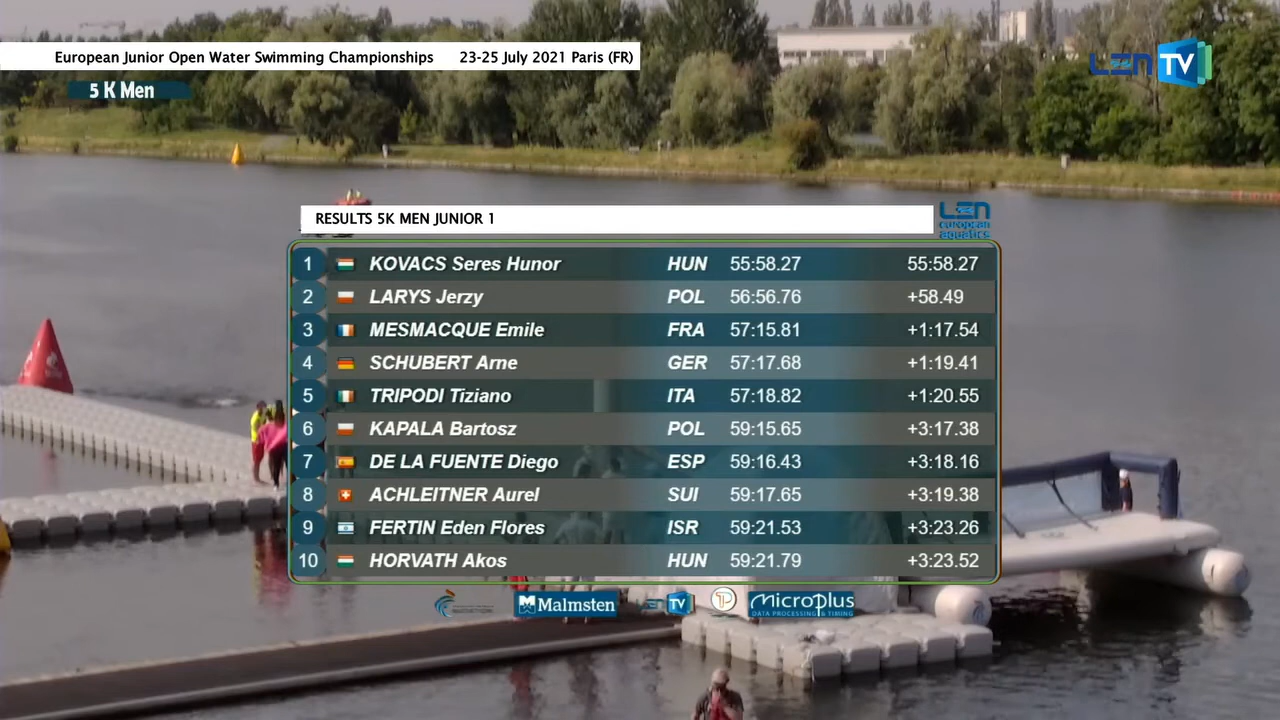 European Junior Open Water Swimming Championships 23-25 July 2021 Paris (FR)
LEN TV
5 K Men
RESULTS 5K MEN JUNIOR 1
LEN european aquatics
1 KOVACS Seres Hunor HUN 55:58.27 55:58.27
2 LARYS Jerzy POL 56:56.76 +58.49
3 MESMACQUE Emile FRA 57:15.81 +1:17.54
4 SCHUBERT Arne GER 57:17.68 +1:19.41
5 TRIPODI Tiziano ITA 57:18.82 +1:20.55
6 KAPALA Bartosz POL 59:15.65 +3:17.38
7 DE LA FUENTE Diego ESP 59:16.43 +3:18.16
8 ACHLEITNER Aurel SUI 59:17.65 +3:19.38
9 FERTIN Eden Flores ISR 59:21.53 +3:23.26
10 HORVATH Akos HUN 59:21.79 +3:23.52
Malmsten LEN TV Microplus
DATA PROCESSING & TIMING